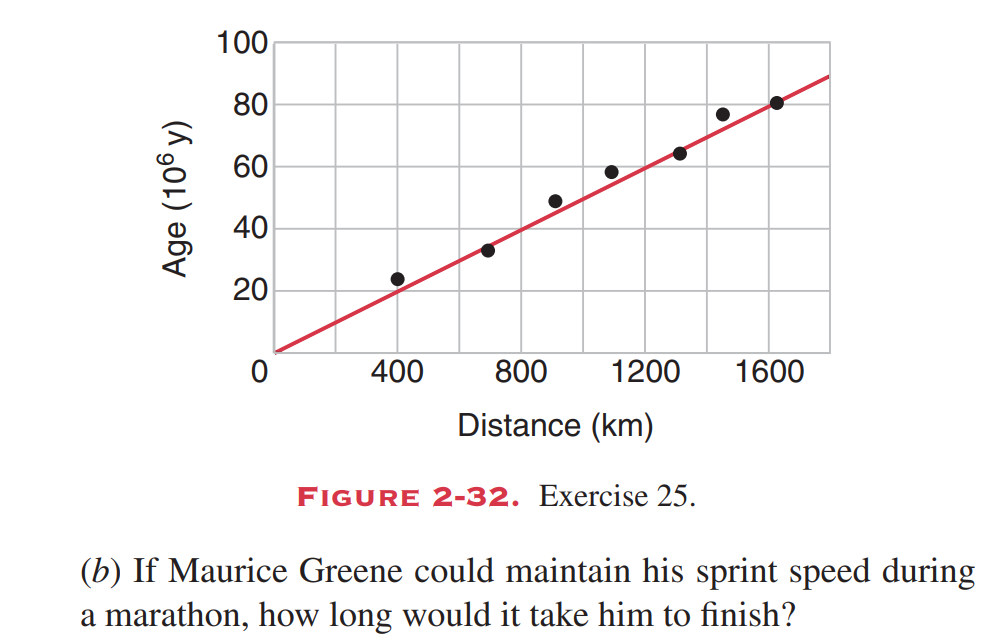 100
80
60
40
20
Age (10⁶ y)
0 400 800 1200 1600
Distance (km)
FIGURE 2-32. Exercise 25.
(b) If Maurice Greene could maintain his sprint speed during
a marathon, how long would it take him to finish?